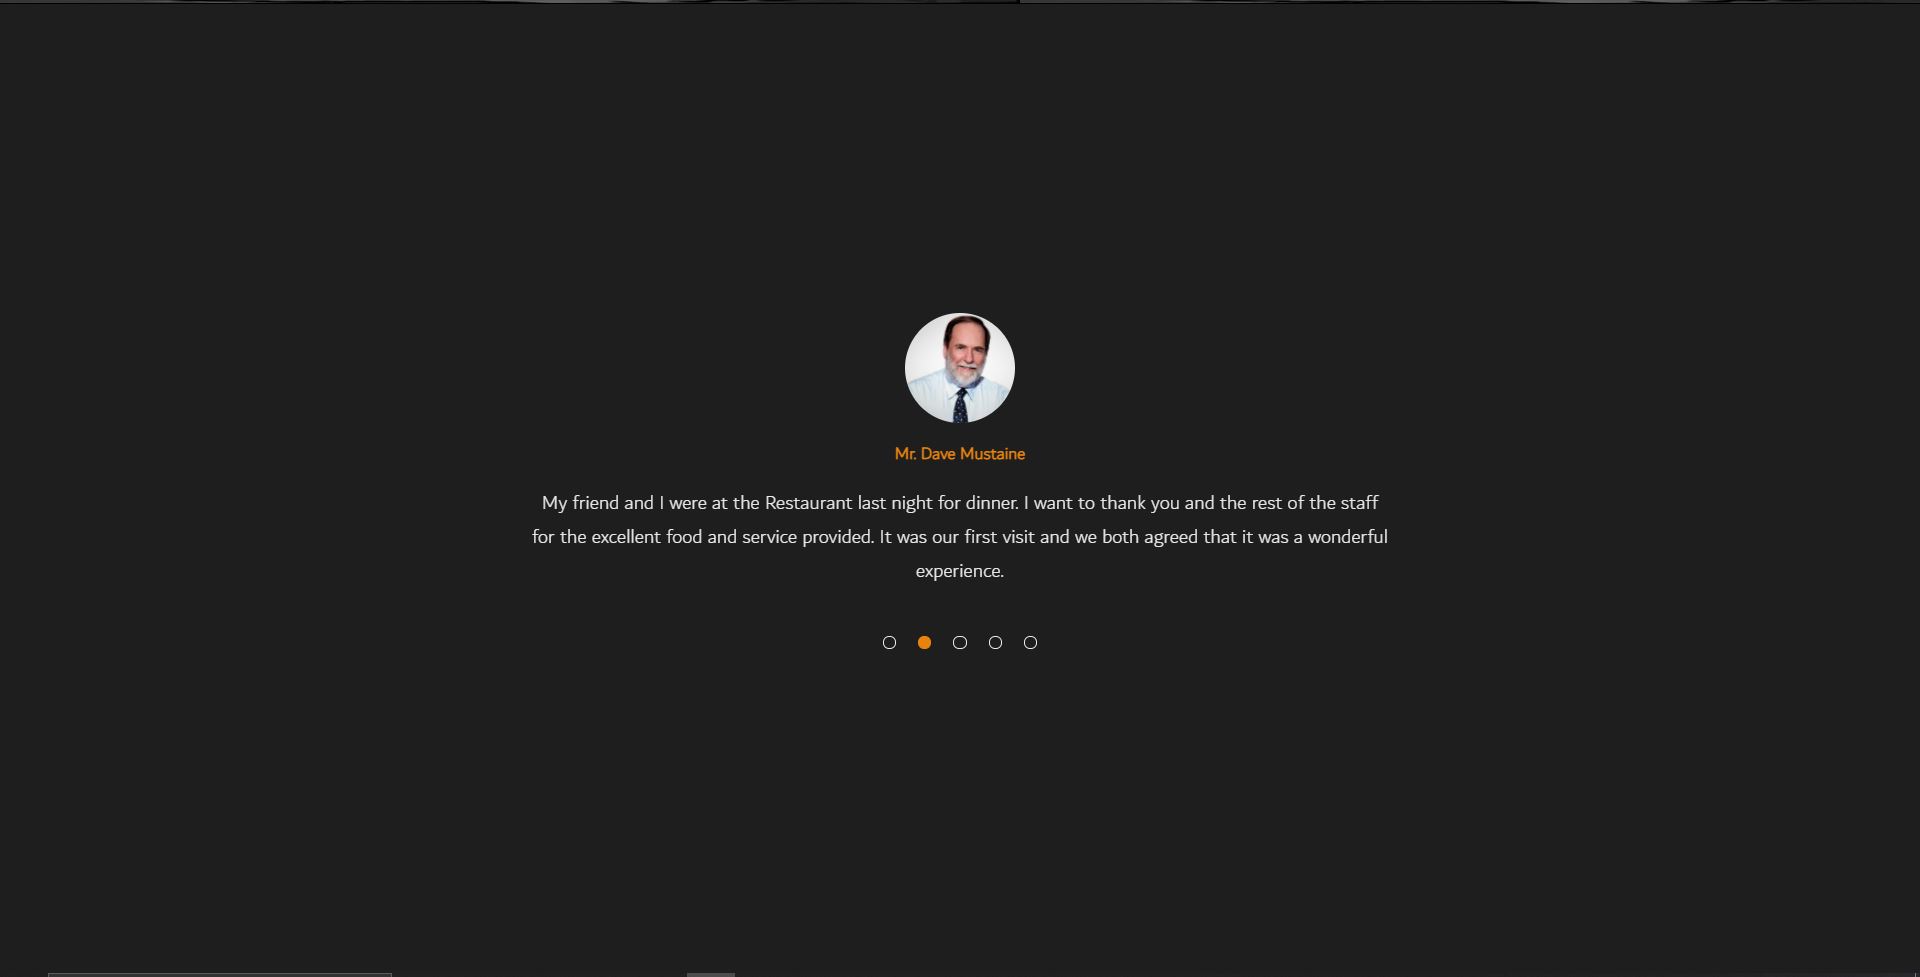 Mr. Dave Mustaine
My friend and I were at the Restaurant last night for dinner. I want to thank you and the rest of the staff
for the excellent food and service provided. It was our first visit and we both agreed that it was a wonderful
experience.